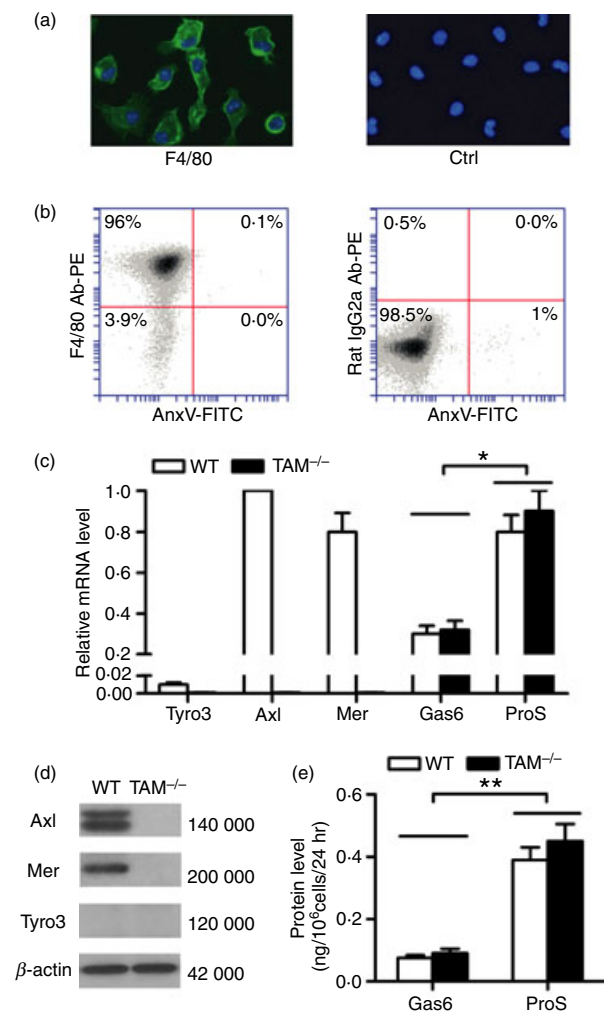 (a)
F4/80
Ctrl
(b)
F4/80 Ab-PE
96%
0·1%
3·9%
0·0%
AnxV-FITC
Rat IgG2a Ab-PE
0·5%
0·0%
98·5%
1%
AnxV-FITC
(c)
WT
TAM–/–
*
Relative mRNA level
1·0
0·8
0·6
0·4
0·2
0·02
0·00
Tyro3
Axl
Mer
Gas6
ProS
(d)
WT TAM–/–
Axl
140 000
Mer
200 000
Tyro3
120 000
β-actin
42 000
(e)
WT
TAM–/–
**
Protein level
(ng/10⁶cells/24 hr)
0·6
0·4
0·2
0·0
Gas6
ProS